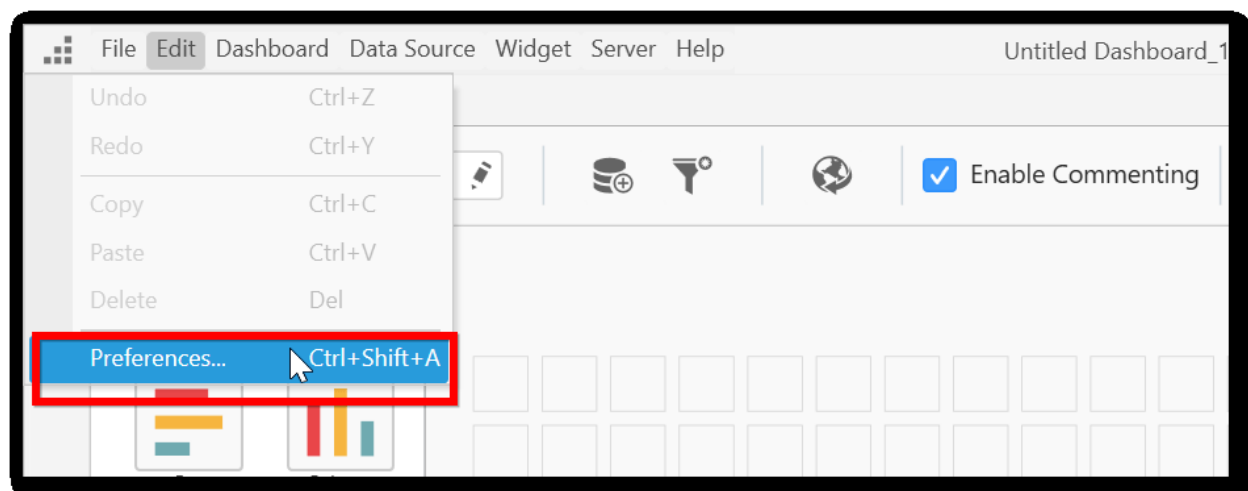 File Edit Dashboard Data Source Widget Server Help Untitled Dashboard_1
Undo Ctrl+Z
Redo Ctrl+Y
Enable Commenting
Copy Ctrl+C
Paste Ctrl+V
Delete Del
Preferences... Ctrl+Shift+A